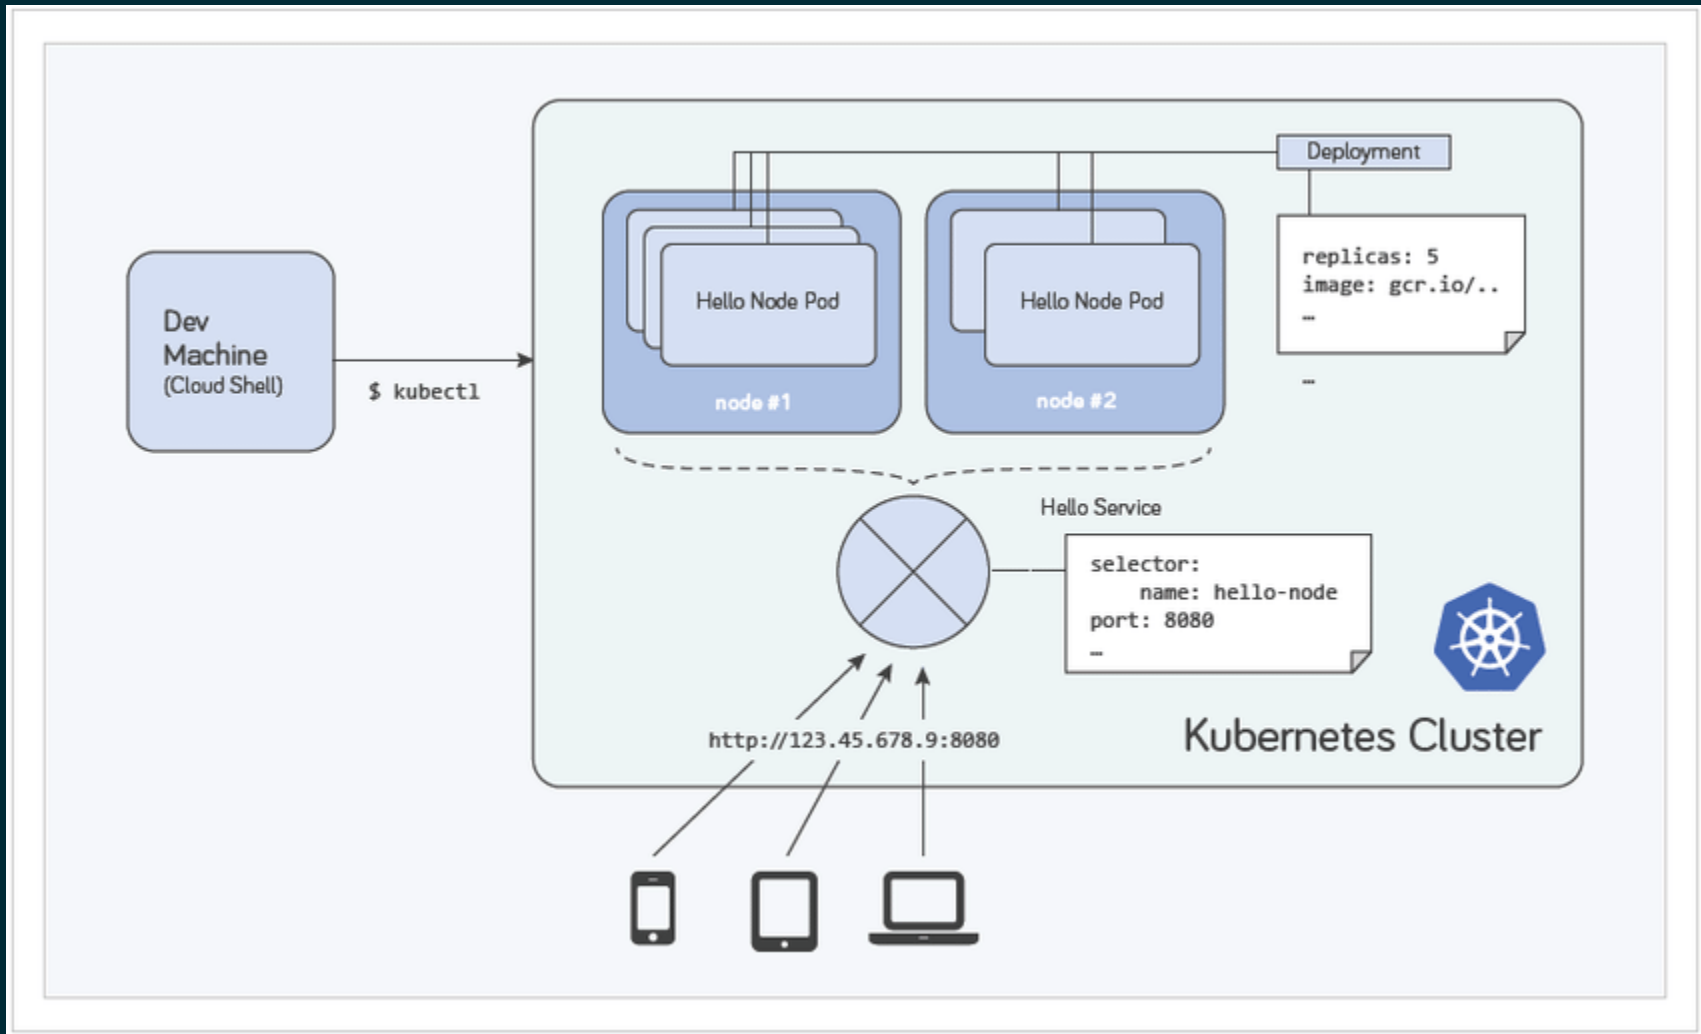 Deployment
replicas: 5
image: gcr.io/..
…
…
Hello Node Pod
node #1
Hello Node Pod
node #2
Dev
Machine
(Cloud Shell)
$ kubectl
Hello Service
selector:
name: hello-node
port: 8080
…
http://123.45.678.9:8080
Kubernetes Cluster